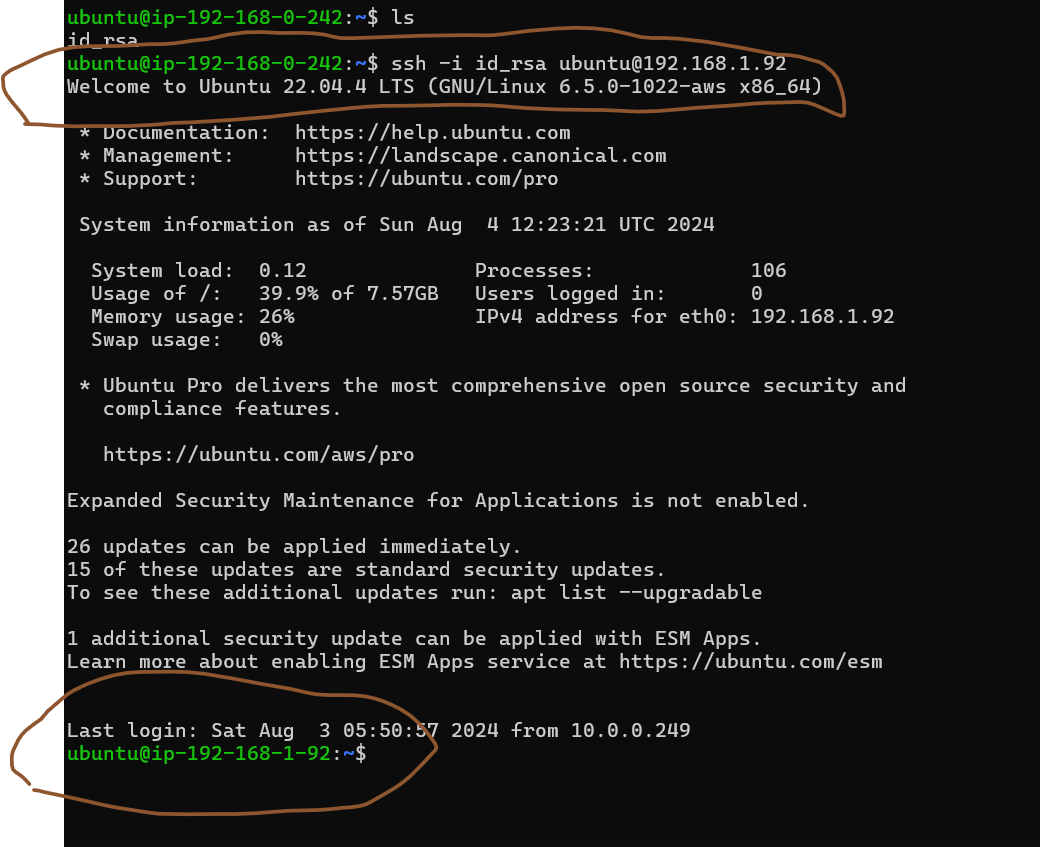 ubuntu@ip-192-168-0-242:~$ ls
id_rsa
ubuntu@ip-192-168-0-242:~$ ssh -i id_rsa ubuntu@192.168.1.92
Welcome to Ubuntu 22.04.4 LTS (GNU/Linux 6.5.0-1022-aws x86_64)

 * Documentation:  https://help.ubuntu.com
 * Management:     https://landscape.canonical.com
 * Support:        https://ubuntu.com/pro

 System information as of Sun Aug  4 12:23:21 UTC 2024

  System load:  0.12              Processes:             106
  Usage of /:   39.9% of 7.57GB   Users logged in:       0
  Memory usage: 26%               IPv4 address for eth0: 192.168.1.92
  Swap usage:   0%

 * Ubuntu Pro delivers the most comprehensive open source security and
   compliance features.

   https://ubuntu.com/aws/pro

Expanded Security Maintenance for Applications is not enabled.

26 updates can be applied immediately.
15 of these updates are standard security updates.
To see these additional updates run: apt list --upgradable

1 additional security update can be applied with ESM Apps.
Learn more about enabling ESM Apps service at https://ubuntu.com/esm

Last login: Sat Aug  3 05:50:57 2024 from 10.0.0.249
ubuntu@ip-192-168-1-92:~$